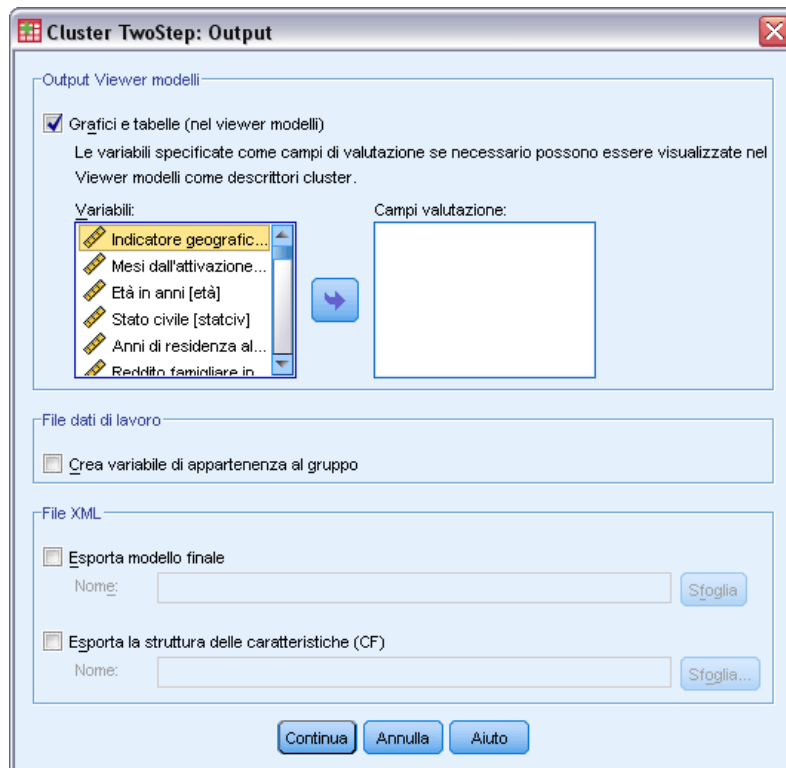 Cluster TwoStep: Output
Output Viewer modelli
Grafici e tabelle (nel viewer modelli)
Le variabili specificate come campi di valutazione se necessario possono essere visualizzate nel
Viewer modelli come descrittori cluster.
Variabili:
Campi valutazione:
Indicatore geografic...
Mesi dall'attivazione...
Età in anni [età]
Stato civile [statciv]
Anni di residenza al...
Reddito famigliare in
File dati di lavoro
Crea variabile di appartenenza al gruppo
File XML
Esporta modello finale
Nome:
Sfoglia
Esporta la struttura delle caratteristiche (CF)
Nome:
Sfoglia...
Continua
Annulla
Aiuto